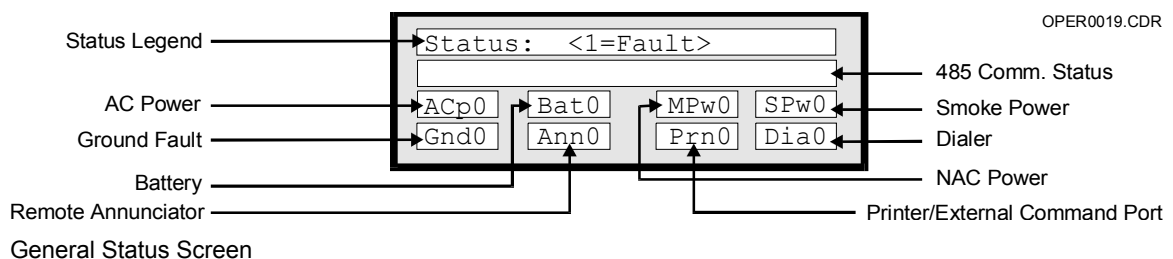 OPER0019.CDR
Status Legend
Status: <1=Fault>
485 Comm. Status
AC Power
ACp0 Bat0 MPw0 SPw0
Smoke Power
Ground Fault
Gnd0 Ann0 Prn0 Dia0
Dialer
Battery
NAC Power
Remote Annunciator
Printer/External Command Port
General Status Screen